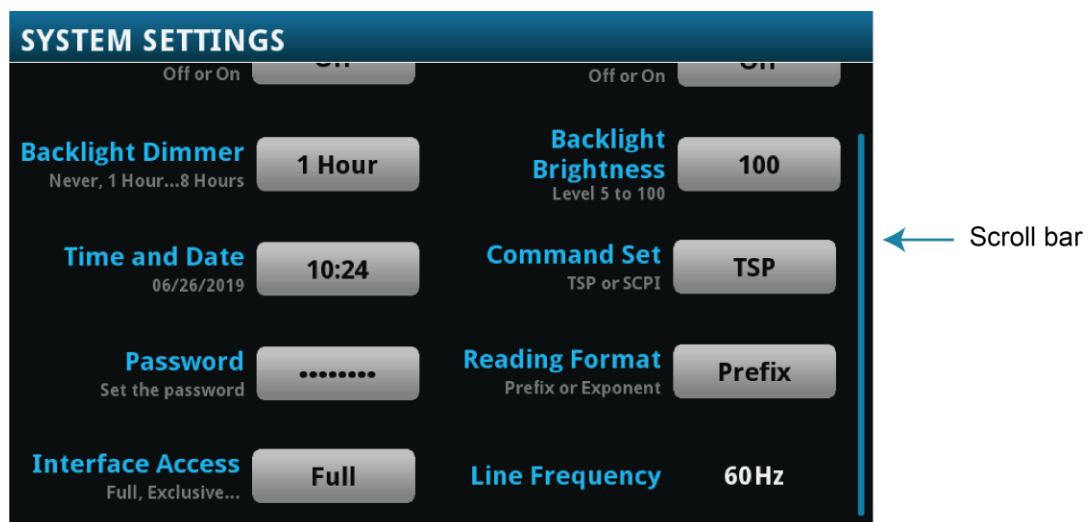 SYSTEM SETTINGS
Off or On
Off or On
On
Backlight Dimmer
Never, 1 Hour...8 Hours
1 Hour
Backlight
Brightness
Level 5 to 100
100
Scroll bar
Time and Date
06/26/2019
10:24
Command Set
TSP or SCPI
TSP
Password
Set the password
••••••••
Reading Format
Prefix or Exponent
Prefix
Interface Access
Full, Exclusive...
Full
Line Frequency
60Hz